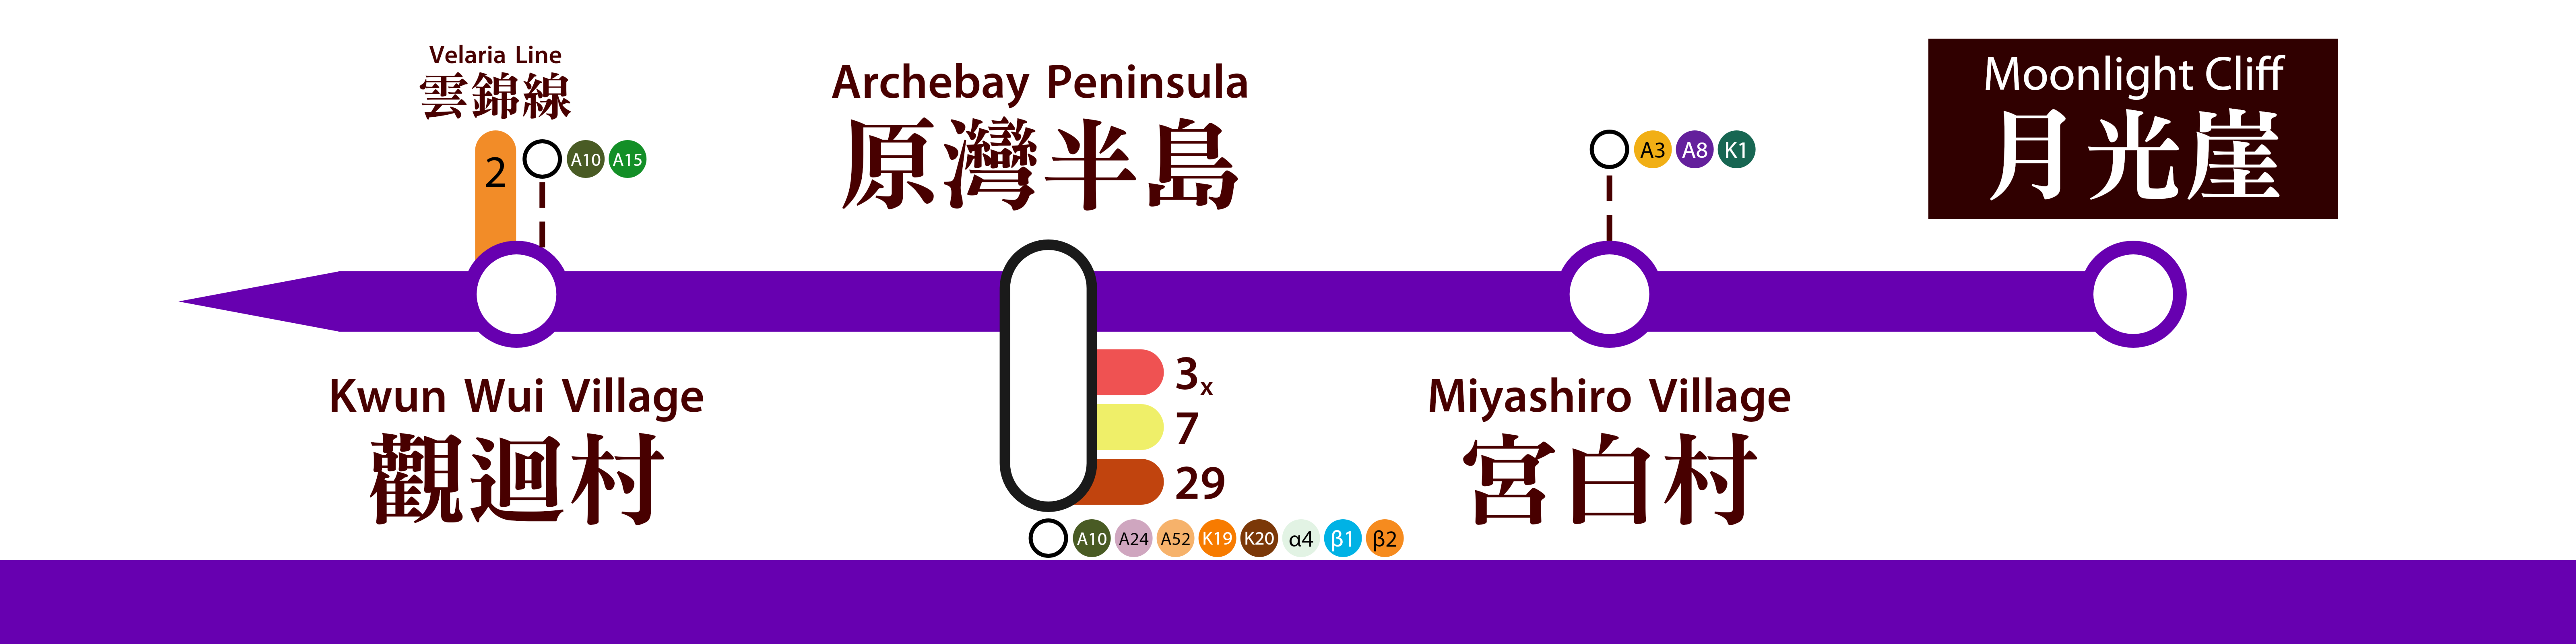 Velaria Line
雲錦線
2
A10 A15
Kwun Wui Village
觀迴村
Archebay Peninsula
原灣半島
3x
7
29
A10 A24 A52 K19 K20 α4 β1 β2
A3 A8 K1
Miyashiro Village
宮白村
Moonlight Cliff
月光崖